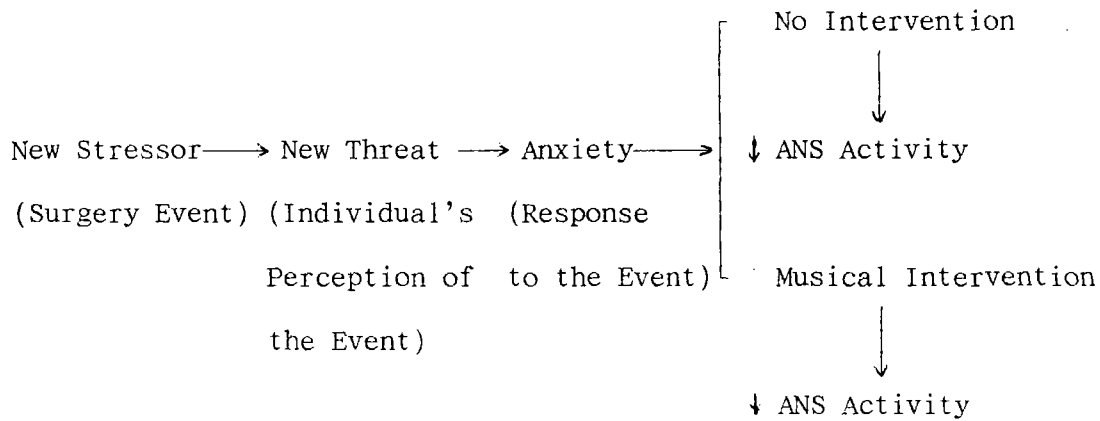 No Intervention
New Stressor → New Threat → Anxiety → ↓ ANS Activity
(Surgery Event) (Individual's (Response
Perception of to the Event) Musical Intervention
the Event)
↓ ANS Activity